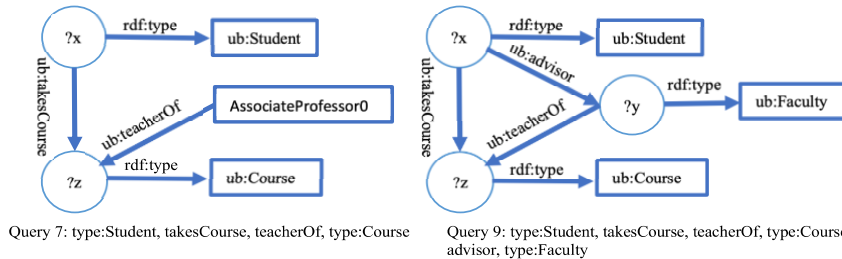 ?x
rdf:type
ub:Student
ub:takesCourse
ub:teacherOf
AssociateProfessor0
?z
rdf:type
ub:Course
Query 7: type:Student, takesCourse, teacherOf, type:Course
?x
rdf:type
ub:Student
ub:advisor
ub:takesCourse
ub:teacherOf
?y
rdf:type
ub:Faculty
?z
rdf:type
ub:Course
Query 9: type:Student, takesCourse, teacherOf, type:Cours
advisor, type:Faculty